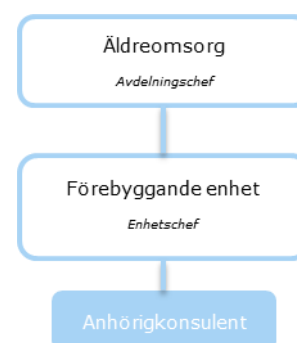 Äldreomsorg
Avdelningschef
Förebyggande enhet
Enhetschef
Anhörigkonsulent